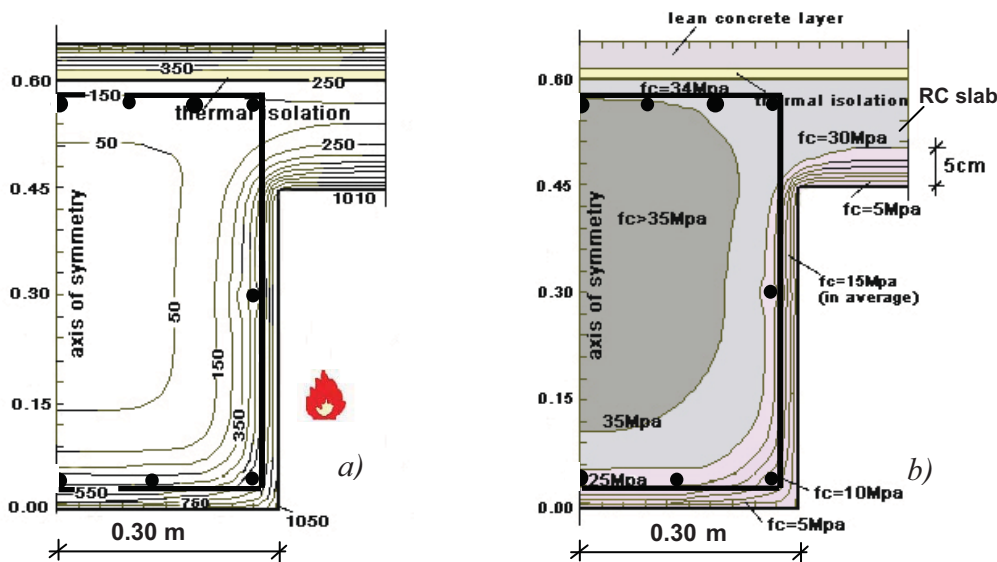 0.60
350
250
150
thermal isolation
50
250
0.45
1010
axis of symmetry
0.30
50
150
0.15
350
a)
550
750
0.00
1050
0.30 m
lean concrete layer
0.60
fc=34Mpa
thermal isolation
RC slab
fc=30Mpa
5cm
0.45
fc=5Mpa
fc>35Mpa
axis of symmetry
fc=15Mpa
(in average)
0.30
0.15
35Mpa
b)
25Mpa
fc=10Mpa
0.00
fc=5Mpa
0.30 m